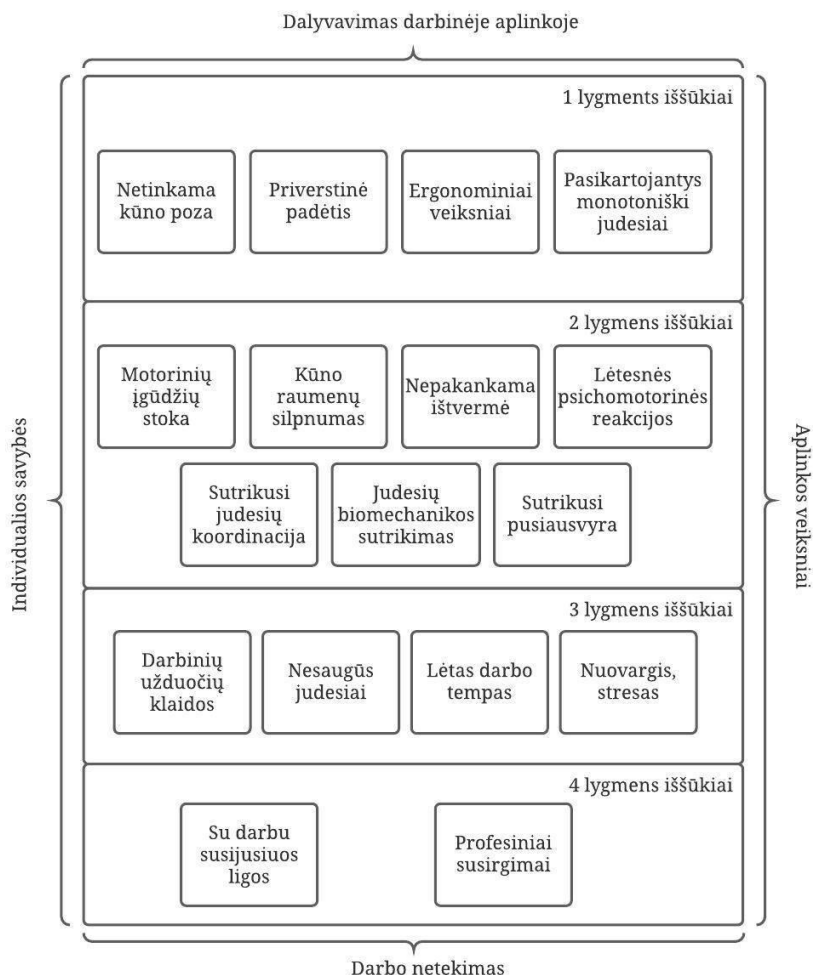 Dalyvavimas darbinėje aplinkoje
1 lygments iššūkiai
Netinkama
kūno poza
Priverstinė
padėtis
Ergonominiai
veiksniai
Pasikartojantys
monotoniški
judesiai
2 lygmens iššūkiai
Motorinių
įgūdžių
stoka
Kūno
raumenų
silpnumas
Nepakankama
ištvermė
Lėtesnės
psichomotorinės
reakcijos
Sutrikusi
judesių
koordinacija
Judesių
biomechanikos
sutrikimas
Sutrikusi
pusiausvyra
3 lygmens iššūkiai
Darbinių
užduočių
klaidos
Nesaugūs
judesiai
Lėtas darbo
tempas
Nuovargis,
stresas
4 lygmens iššūkiai
Su darbu
susijusiuos
ligos
Profesiniai
susirgimai
Individualios savybės
Aplinkos veiksniai
Darbo netekimas